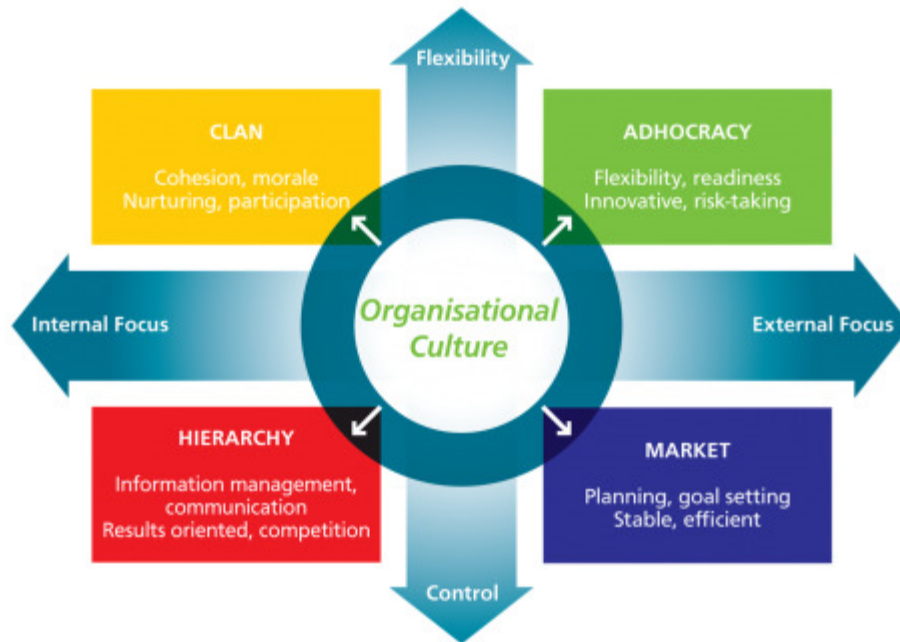 Flexibility
CLAN
Cohesion, morale
Nurturing, participation
ADHOCRACY
Flexibility, readiness
Innovative, risk-taking
Internal Focus
Organisational
Culture
External Focus
HIERARCHY
Information management,
communication
Results oriented, competition
MARKET
Planning, goal setting
Stable, efficient
Control